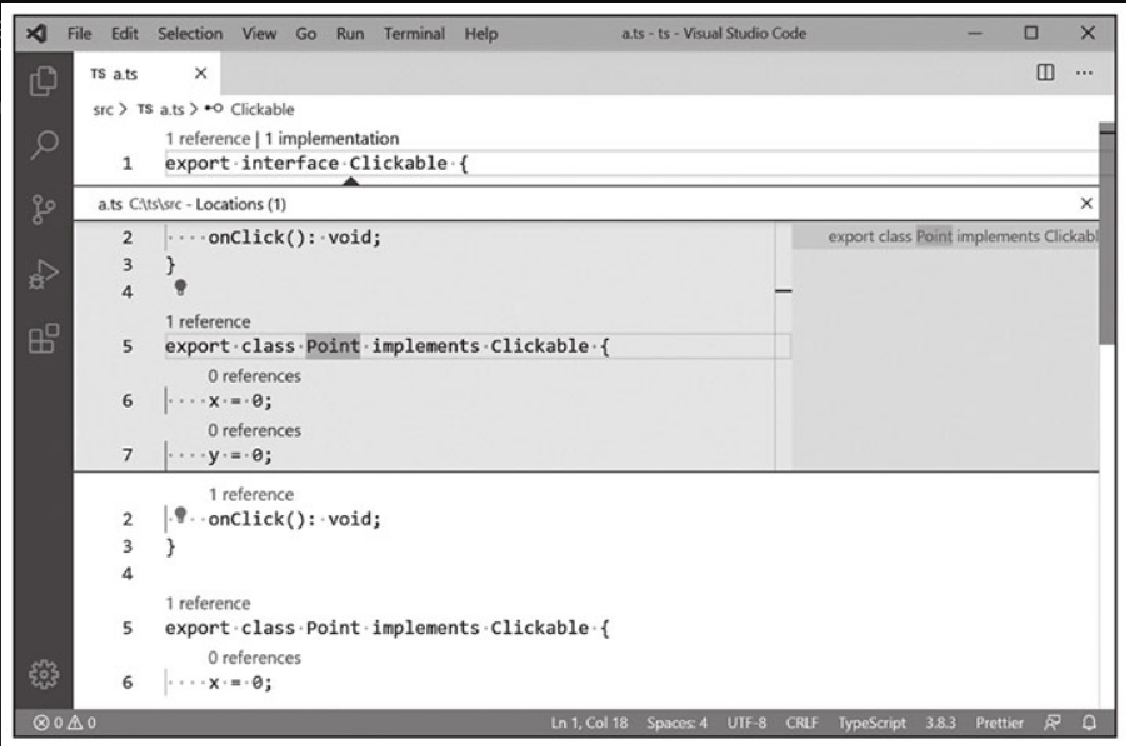 File Edit Selection View Go Run Terminal Help a.ts - ts - Visual Studio Code
TS a.ts
src > TS a.ts > Clickable
1 reference | 1 implementation
1 export·interface·Clickable·{
a.ts C:\ts\src - Locations (1)
2 ····onClick():·void;
export class Point implements Clickabl
3 }
4
1 reference
5 export·class·Point·implements·Clickable·{
0 references
6 ····x·=·0;
0 references
7 ····y·=·0;
1 reference
2 ····onClick():·void;
3 }
4
1 reference
5 export·class·Point·implements·Clickable·{
0 references
6 ····x·=·0;
0 0 Ln 1, Col 18 Spaces: 4 UTF-8 CRLF TypeScript 3.8.3 Prettier